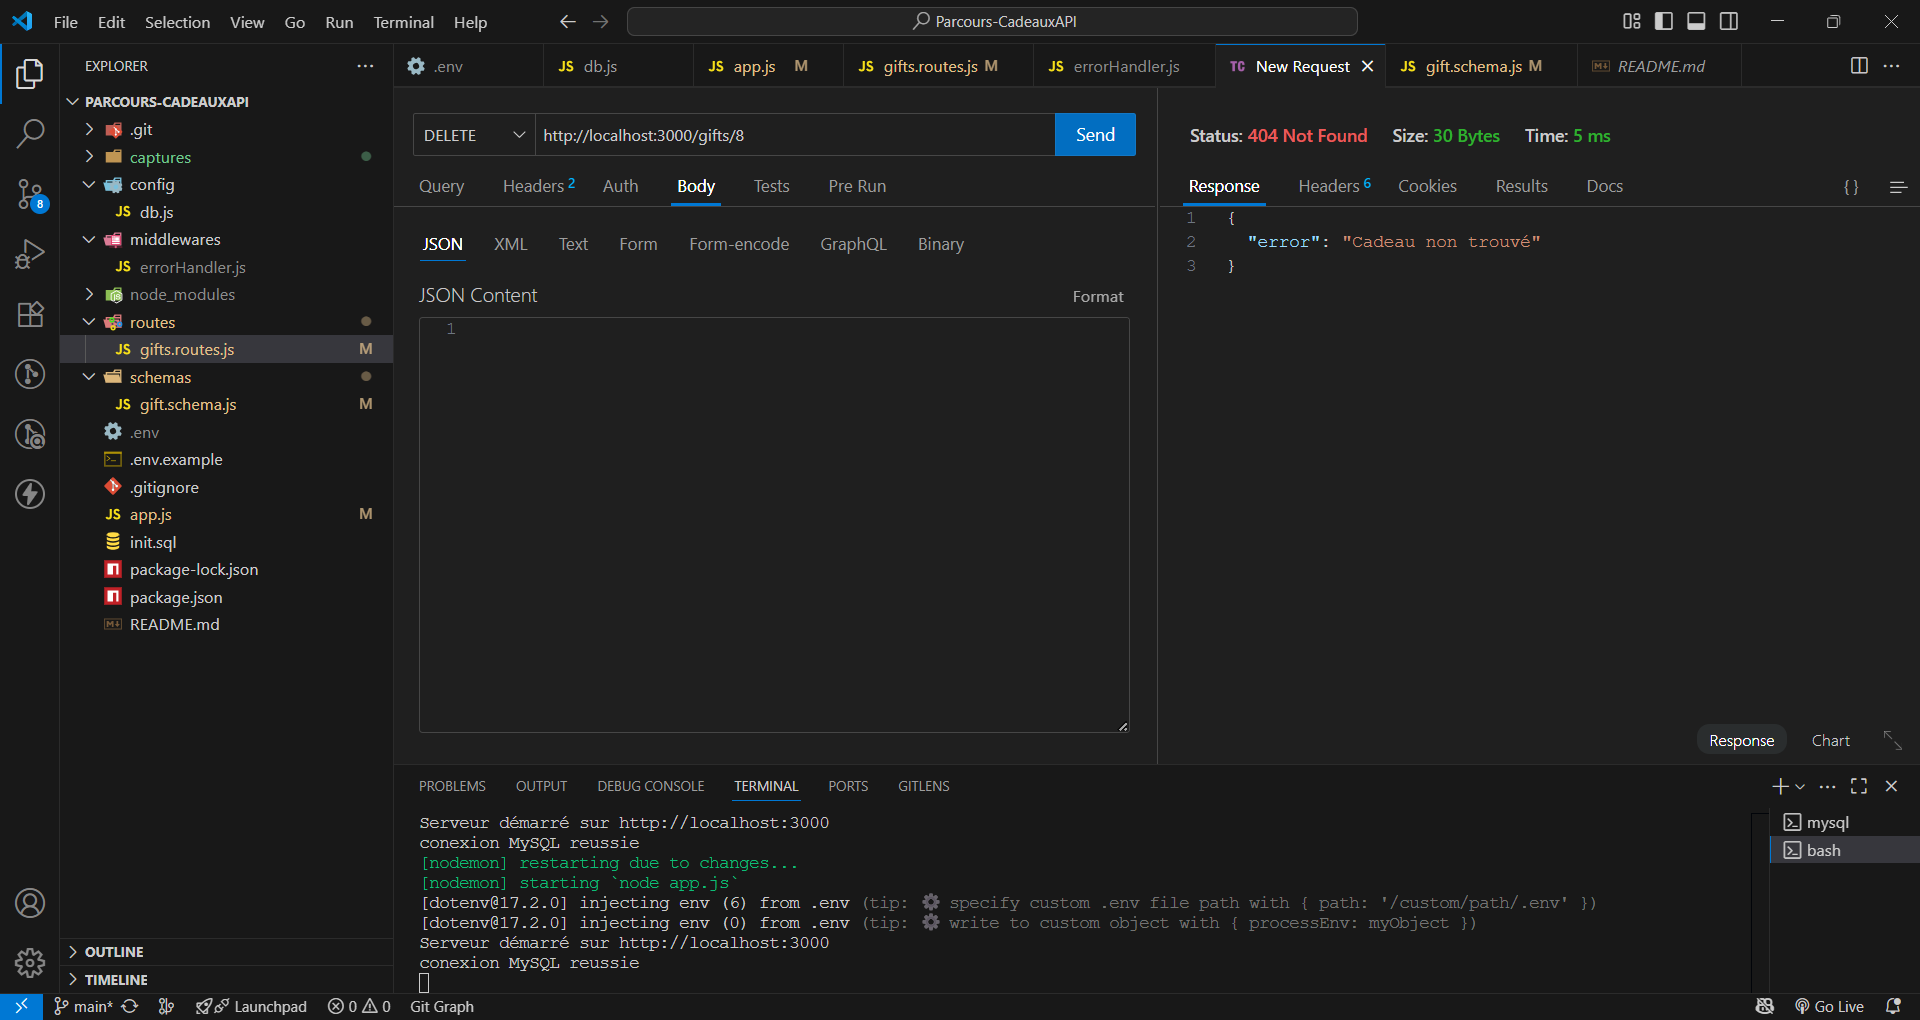 File Edit Selection View Go Run Terminal Help
Parcours-CadeauxAPI
EXPLORER
.env
JS db.js
JS app.js M
JS gifts.routes.js M
JS errorHandler.js
TC New Request
JS gift.schema.js M
README.md
PARCOURS-CADEAUXAPI
.git
captures
config
JS db.js
middlewares
JS errorHandler.js
node_modules
routes
JS gifts.routes.js M
schemas
JS gift.schema.js M
.env
.env.example
.gitignore
JS app.js M
init.sql
package-lock.json
package.json
README.md
OUTLINE
TIMELINE
8
DELETE http://localhost:3000/gifts/8 Send
Query Headers 2 Auth Body Tests Pre Run
JSON XML Text Form Form-encode GraphQL Binary
JSON Content Format
1
Status: 404 Not Found Size: 30 Bytes Time: 5 ms
Response Headers 6 Cookies Results Docs { }
1 {
2 "error": "Cadeau non trouvé"
3 }
Response Chart
PROBLEMS OUTPUT DEBUG CONSOLE TERMINAL PORTS GITLENS
Serveur démarré sur http://localhost:3000
conexion MySQL reussie
[nodemon] restarting due to changes...
[nodemon] starting `node app.js`
[dotenv@17.2.0] injecting env (6) from .env (tip: ⚙️ specify custom .env file path with { path: '/custom/path/.env' })
[dotenv@17.2.0] injecting env (0) from .env (tip: ⚙️ write to custom object with { processEnv: myObject })
Serveur démarré sur http://localhost:3000
conexion MySQL reussie
mysql
bash
main* Launchpad 0 0 Git Graph Go Live